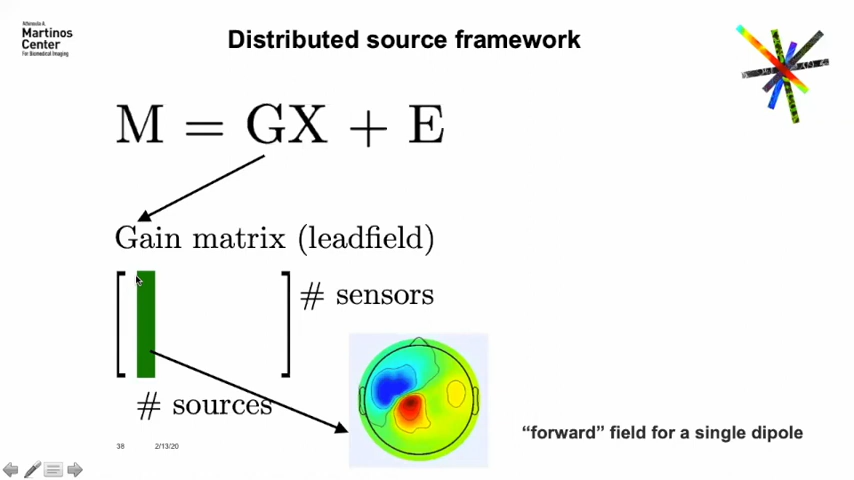 Athinoula A.
Martinos
Center
For Biomedical Imaging
Distributed source framework
M = GX + E
Gain matrix (leadfield)
# sensors
# sources
“forward” field for a single dipole
38
2/13/20